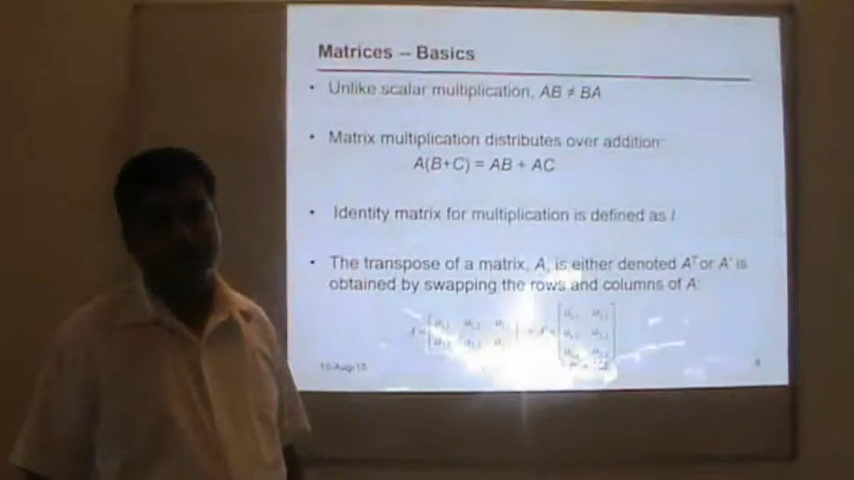 Matrices – Basics
• Unlike scalar multiplication, AB ≠ BA
• Matrix multiplication distributes over addition:
A(B+C) = AB + AC
• Identity matrix for multiplication is defined as I.
• The transpose of a matrix, A, is either denoted Aᵀ or A' is
obtained by swapping the rows and columns of A: